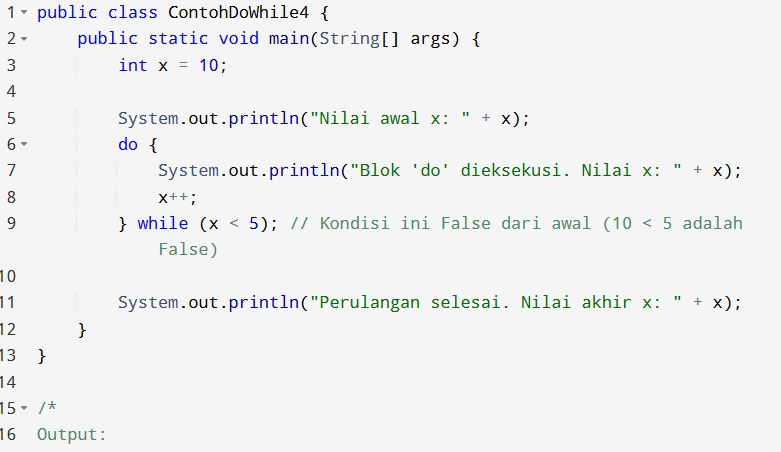 1 public class ContohDoWhile4 {
2 public static void main(String[] args) {
3 int x = 10;
4
5 System.out.println("Nilai awal x: " + x);
6 do {
7 System.out.println("Blok 'do' dieksekusi. Nilai x: " + x);
8 x++;
9 } while (x < 5); // Kondisi ini False dari awal (10 < 5 adalah
False)
10
11 System.out.println("Perulangan selesai. Nilai akhir x: " + x);
12 }
13 }
14
15 /*
16 Output: